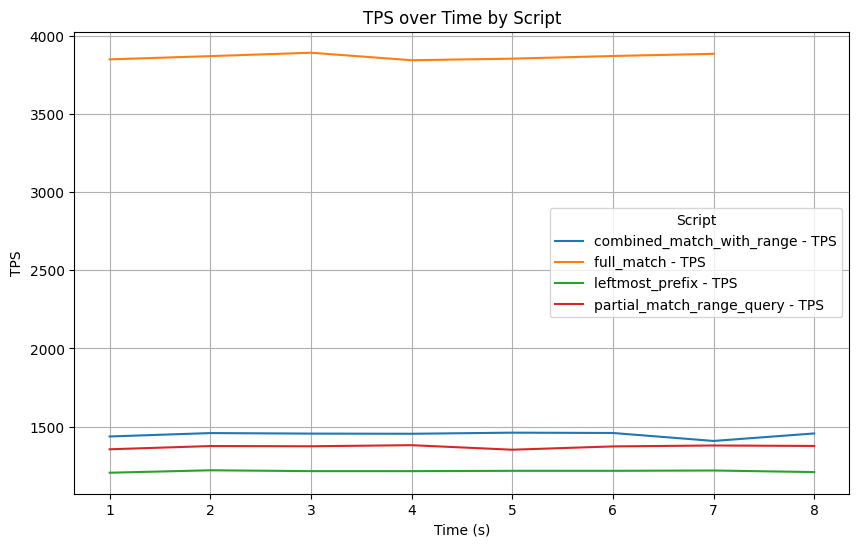 TPS over Time by Script
4000
3500
3000
2500
2000
1500
TPS
Script
combined_match_with_range - TPS
full_match - TPS
leftmost_prefix - TPS
partial_match_range_query - TPS
1 2 3 4 5 6 7 8
Time (s)